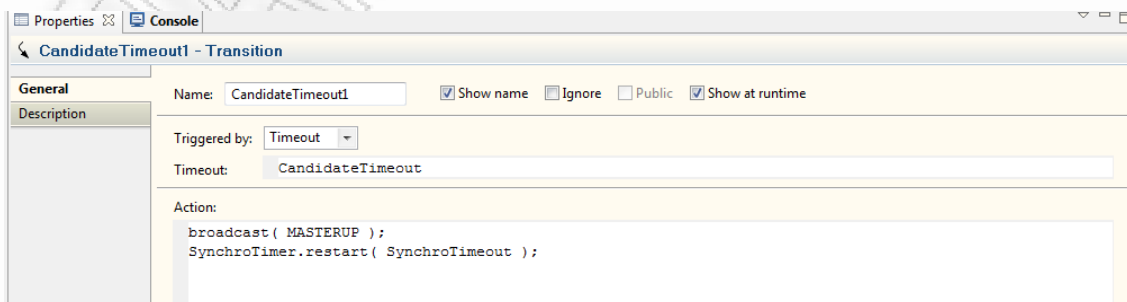 Properties Console
CandidateTimeout1 - Transition
General
Description
Name: CandidateTimeout1 Show name Ignore Public Show at runtime
Triggered by: Timeout
Timeout: CandidateTimeout
Action:
broadcast( MASTERUP );
SynchroTimer.restart( SynchroTimeout );